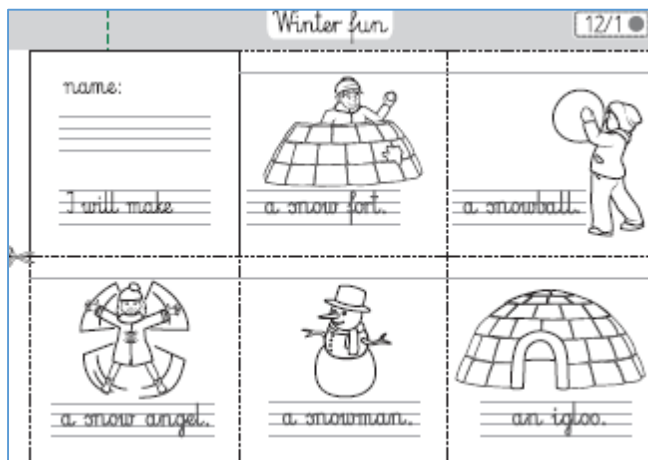 Winter fun
12/1
name:
I will make
a snow fort.
a snowball.
a snow angel.
a snowman.
an igloo.